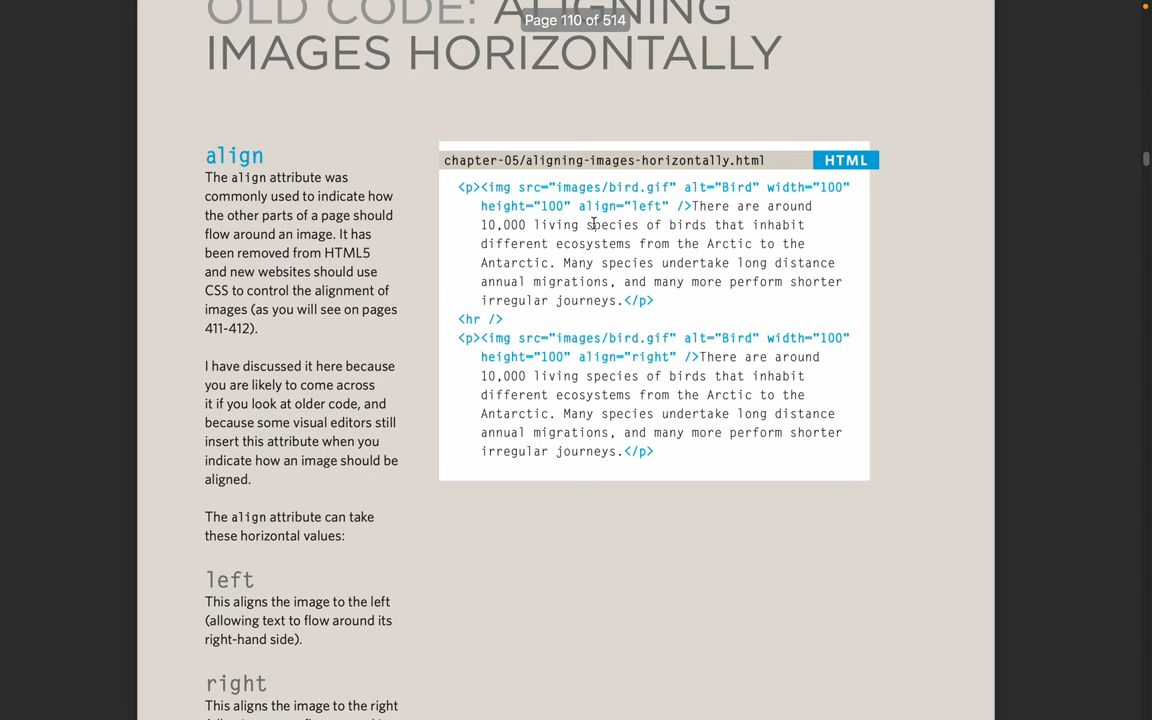 Page 110 of 514
OLD CODE: ALIGNING
IMAGES HORIZONTALLY
align
The align attribute was
commonly used to indicate how
the other parts of a page should
flow around an image. It has
been removed from HTML5
and new websites should use
CSS to control the alignment of
images (as you will see on pages
411-412).
I have discussed it here because
you are likely to come across
it if you look at older code, and
because some visual editors still
insert this attribute when you
indicate how an image should be
aligned.
The align attribute can take
these horizontal values:
left
This aligns the image to the left
(allowing text to flow around its
right-hand side).
right
This aligns the image to the right
chapter-05/aligning-images-horizontally.html HTML
<p><img src="images/bird.gif" alt="Bird" width="100"
height="100" align="left" />There are around
10,000 living species of birds that inhabit
different ecosystems from the Arctic to the
Antarctic. Many species undertake long distance
annual migrations, and many more perform shorter
irregular journeys.</p>
<hr />
<p><img src="images/bird.gif" alt="Bird" width="100"
height="100" align="right" />There are around
10,000 living species of birds that inhabit
different ecosystems from the Arctic to the
Antarctic. Many species undertake long distance
annual migrations, and many more perform shorter
irregular journeys.</p>